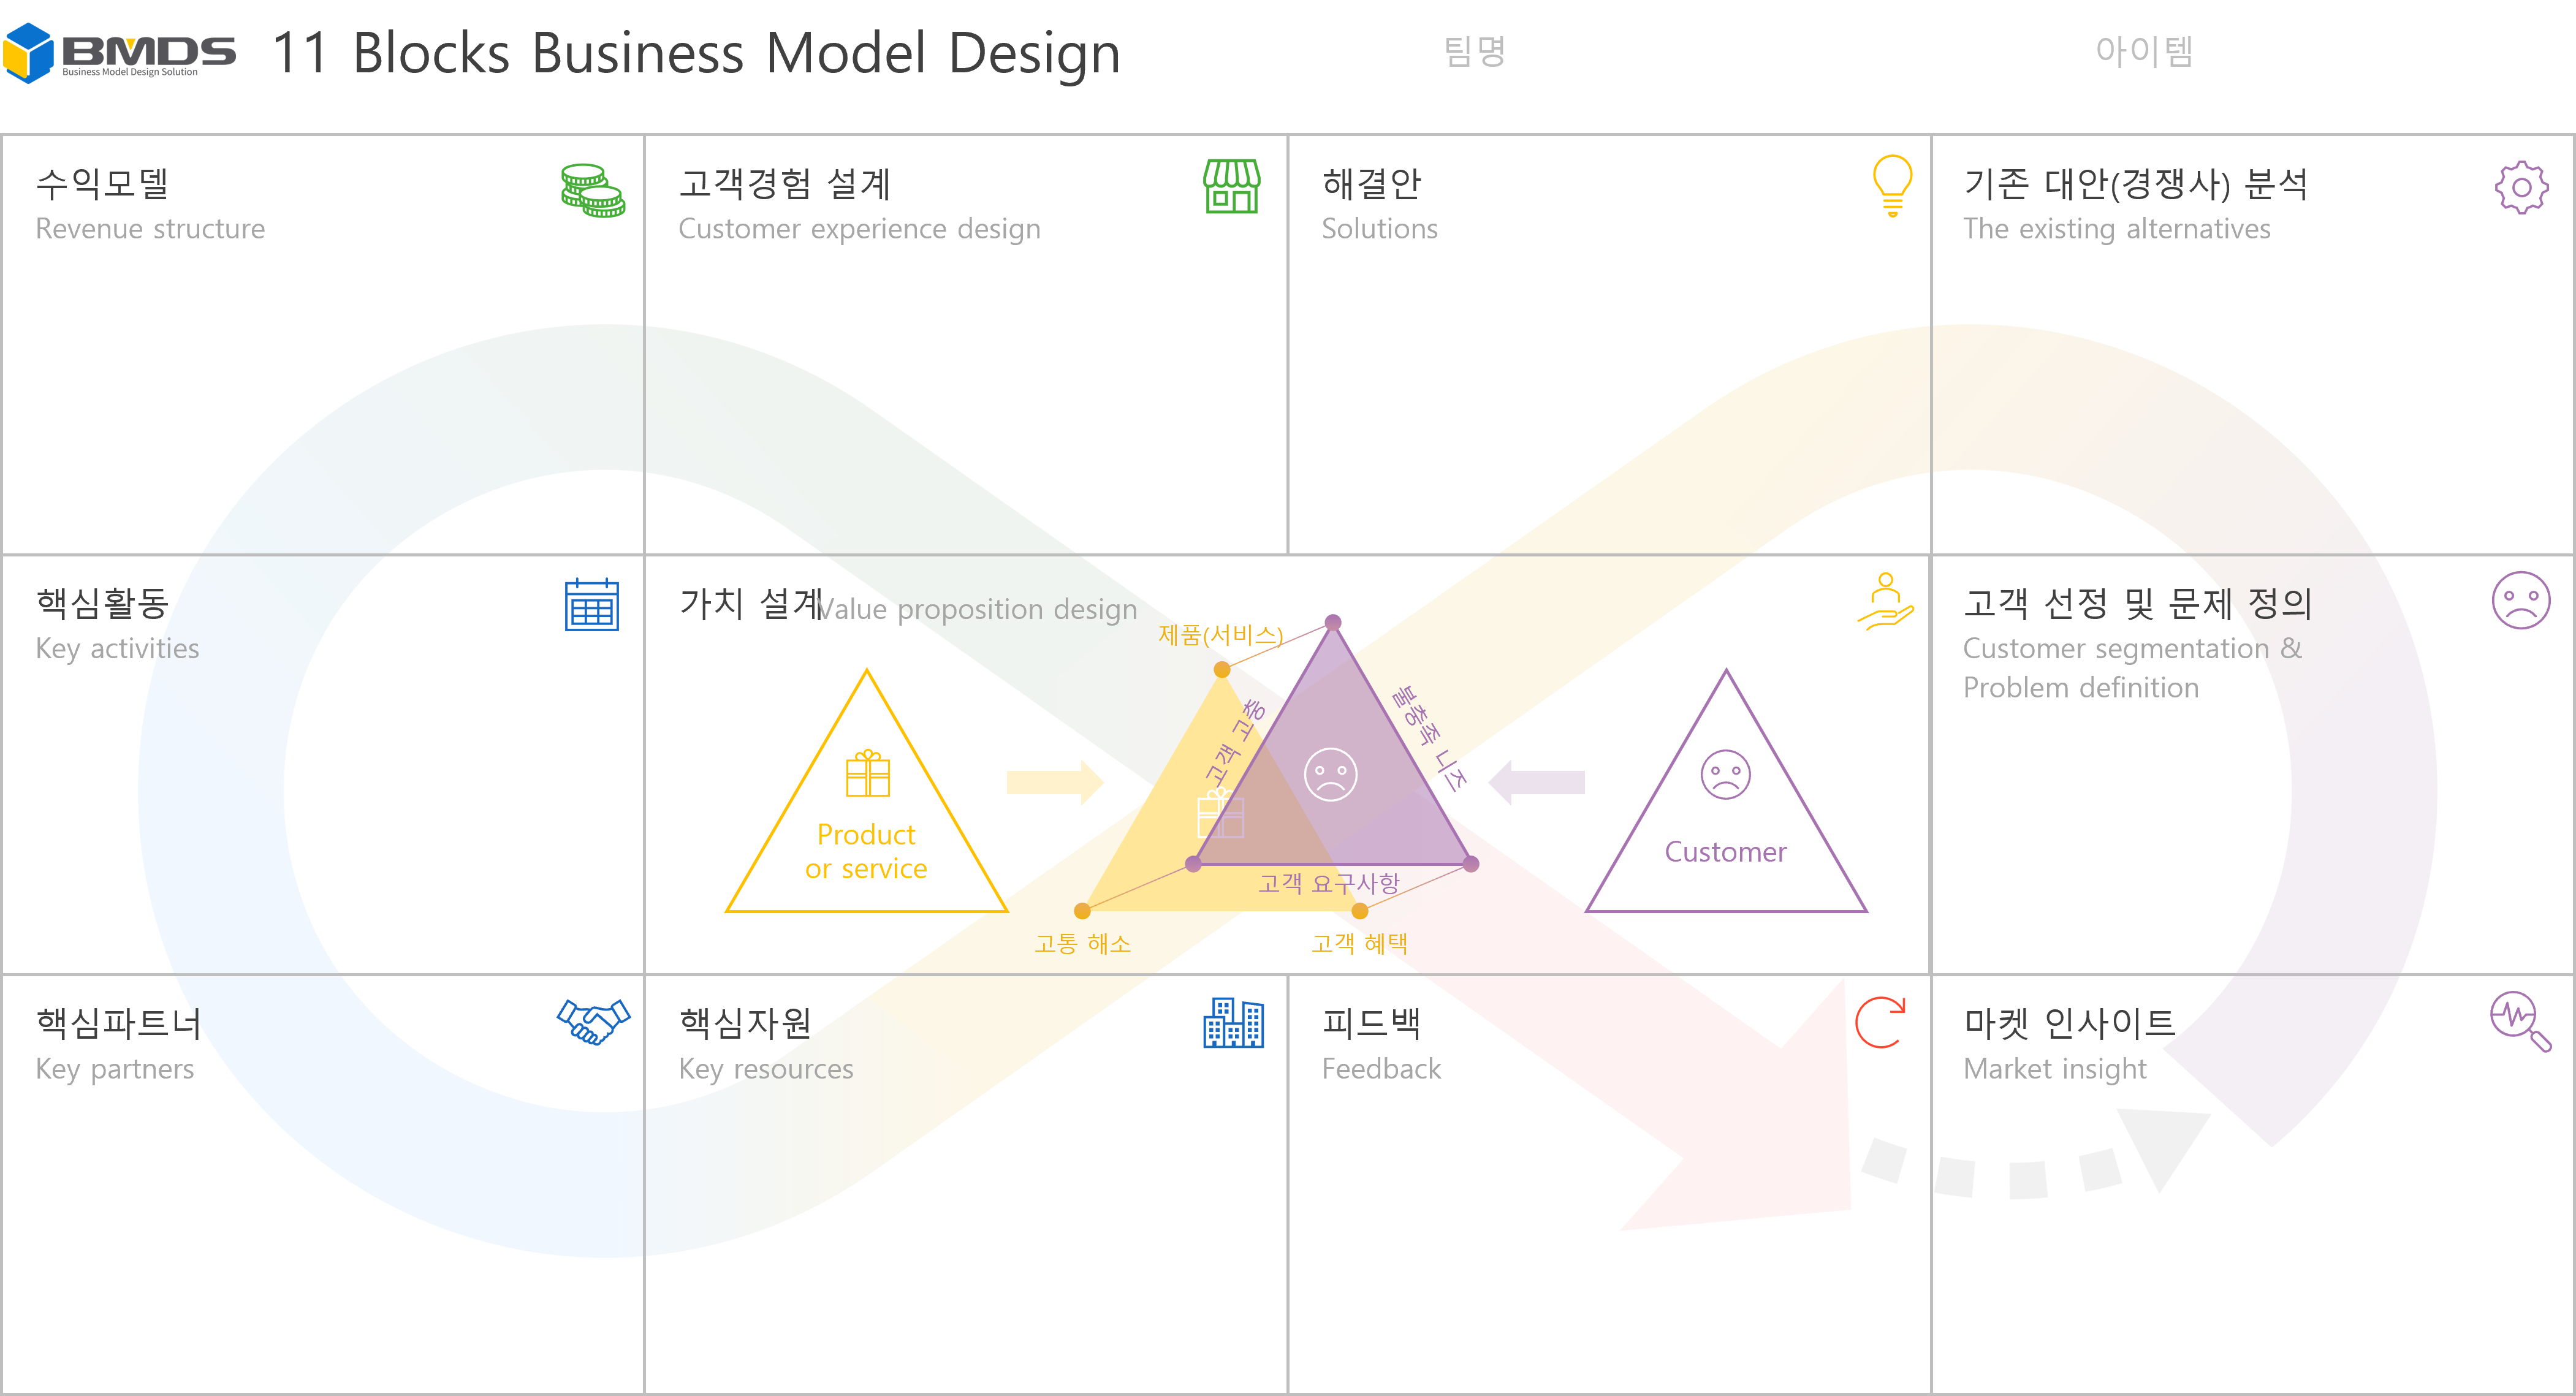 BMDS
Business Model Design Solution
11 Blocks Business Model Design
팀명
아이템
수익모델
Revenue structure
고객경험 설계
Customer experience design
해결안
Solutions
기존 대안(경쟁사) 분석
The existing alternatives
핵심활동
Key activities
가치 설계
Value proposition design
제품(서비스)
고객 고충
불충족 니즈
고객 요구사항
고통 해소
고객 혜택
Product
or service
Customer
고객 선정 및 문제 정의
Customer segmentation &
Problem definition
핵심파트너
Key partners
핵심자원
Key resources
피드백
Feedback
마켓 인사이트
Market insight